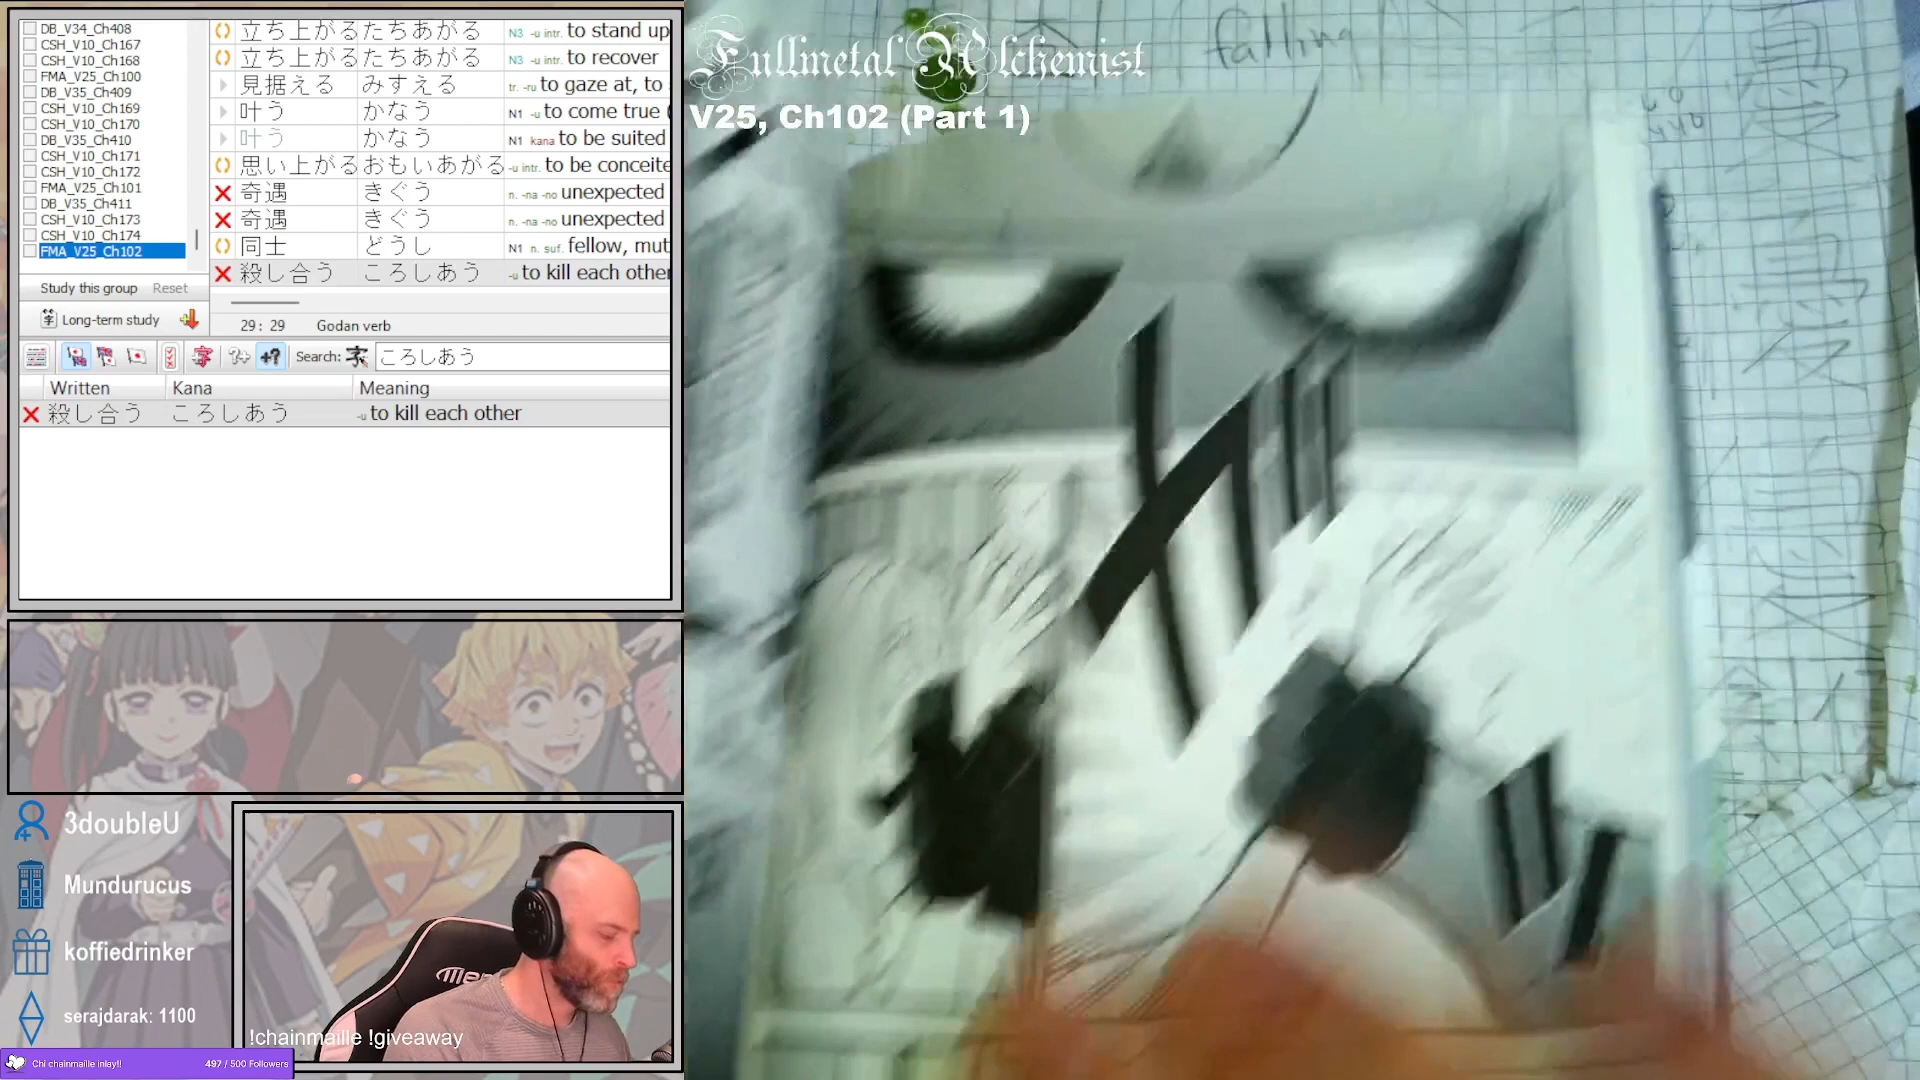 DB_V34_Ch408
CSH_V10_Ch167
CSH_V10_Ch168
FMA_V25_Ch100
DB_V35_Ch409
CSH_V10_Ch169
CSH_V10_Ch170
DB_V35_Ch410
CSH_V10_Ch171
CSH_V10_Ch172
FMA_V25_Ch101
DB_V35_Ch411
CSH_V10_Ch173
CSH_V10_Ch174
FMA_V25_Ch102
Study this group Reset
Long-term study
立ち上がる たちあがる N3 -u intr. to stand up
立ち上がる たちあがる N3 -u intr. to recover
見据える みすえる tr. -ru to gaze at, to
叶う かなう N1 -u to come true (
叶う かなう N1 kana to be suited
思い上がる おもいあがる -u intr. to be conceite
奇遇 きぐう n. -na -no unexpected
奇遇 きぐう n. -na -no unexpected
同士 どうし N1 n. suf. fellow, mut
殺し合う ころしあう -u to kill each other
29: 29 Godan verb
Search: ころしあう
Written Kana Meaning
殺し合う ころしあう -u to kill each other
Fullmetal Alchemist
V25, Ch102 (Part 1)
falling
3doubleU
Mundurucus
koffiedrinker
serajdarak: 1100
!chainmaille !giveaway
Chi chainmaille inlay!! 497 / 500 Followers